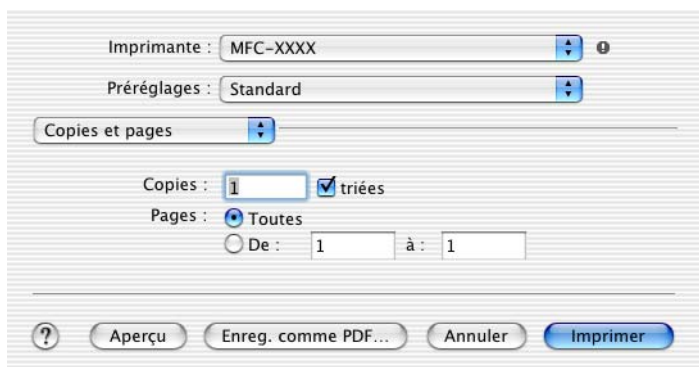 Imprimante : MFC-XXXX
Préréglages : Standard
Copies et pages
Copies : 1 triées
Pages : Toutes
De : 1 à : 1
? Aperçu Enreg. comme PDF... Annuler Imprimer